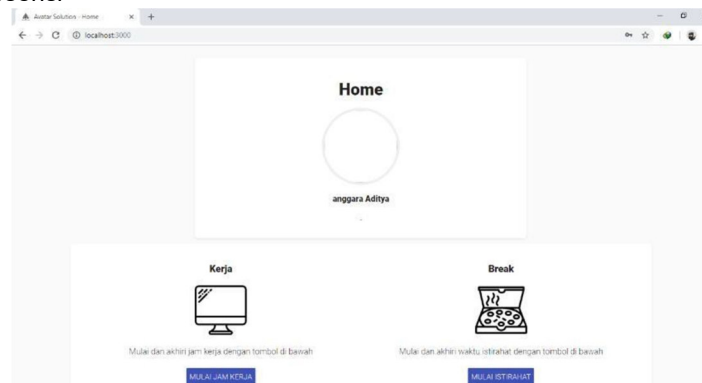 Avatar Solution - Home
localhost:3000
Home
anggara Aditya
-
Kerja
Break
Mulai dan akhiri jam kerja dengan tombol di bawah
Mulai dan akhiri waktu istirahat dengan tombol di bawah
MULAI JAM KERJA
MULAI ISTIRAHAT